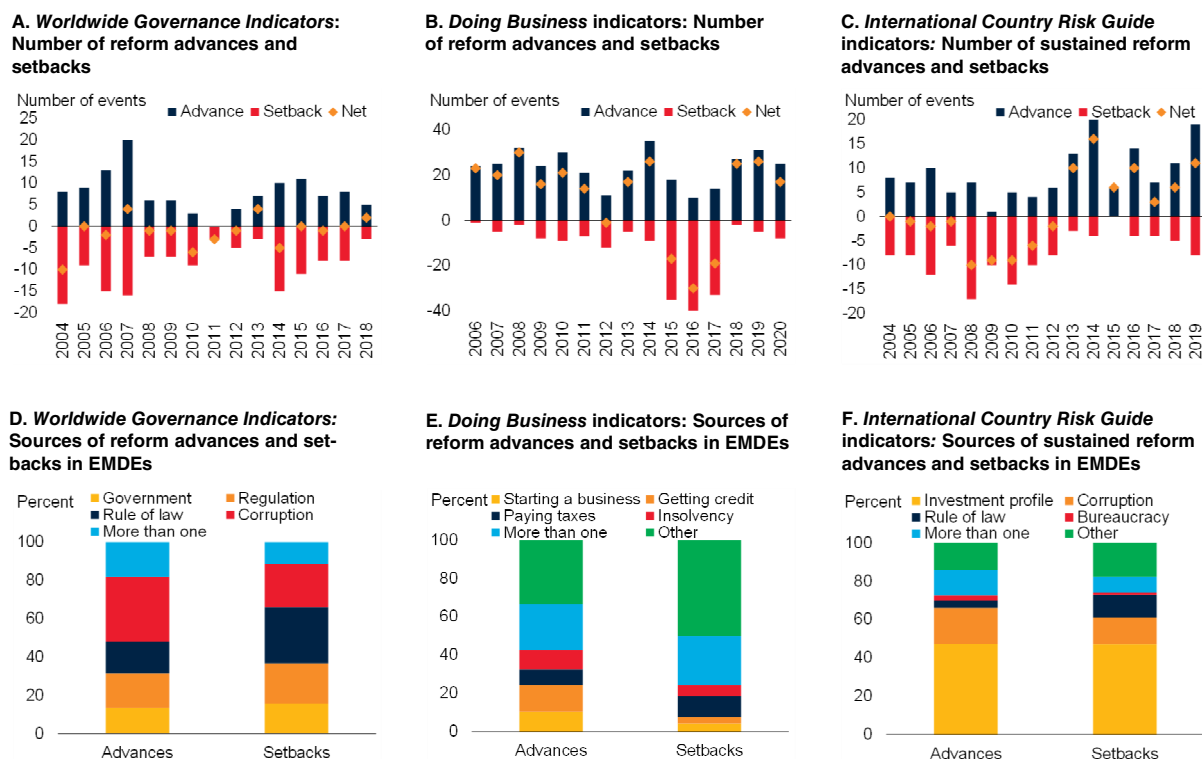 A. Worldwide Governance Indicators:
Number of reform advances and
setbacks
Number of events
Advance Setback Net
25
20
15
10
5
0
-5
-10
-15
-20
2004 2005 2006 2007 2008 2009 2010 2011 2012 2013 2014 2015 2016 2017 2018
B. Doing Business indicators: Number
of reform advances and setbacks
Number of events
Advance Setback Net
40
20
0
-20
-40
2006 2007 2008 2009 2010 2011 2012 2013 2014 2015 2016 2017 2018 2019 2020
C. International Country Risk Guide
indicators: Number of sustained reform
advances and setbacks
Number of events
Advance Setback Net
20
15
10
5
0
-5
-10
-15
-20
2004 2005 2006 2007 2008 2009 2010 2011 2012 2013 2014 2015 2016 2017 2018 2019
D. Worldwide Governance Indicators:
Sources of reform advances and set-
backs in EMDEs
Percent
Government Regulation
Rule of law Corruption
More than one
100
80
60
40
20
0
Advances Setbacks
E. Doing Business indicators: Sources of
reform advances and setbacks in EMDEs
Percent
Starting a business Getting credit
Paying taxes Insolvency
More than one Other
100
80
60
40
20
0
Advances Setbacks
F. International Country Risk Guide
indicators: Sources of sustained reform
advances and setbacks in EMDEs
Percent
Investment profile Corruption
Rule of law Bureaucracy
More than one Other
100
80
60
40
20
0
Advances Setbacks